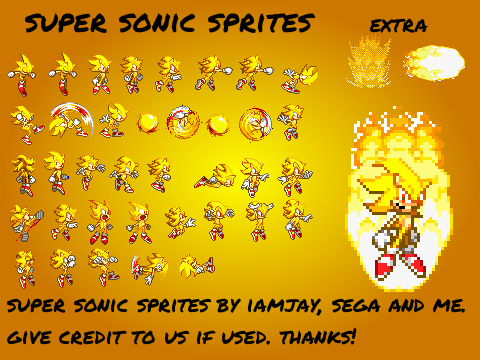 SUPER SONIC SPRITES
EXTRA
SUPER SONIC SPRITES BY IAMJAY, SEGA AND ME.
GIVE CREDIT TO US IF USED. THANKS!